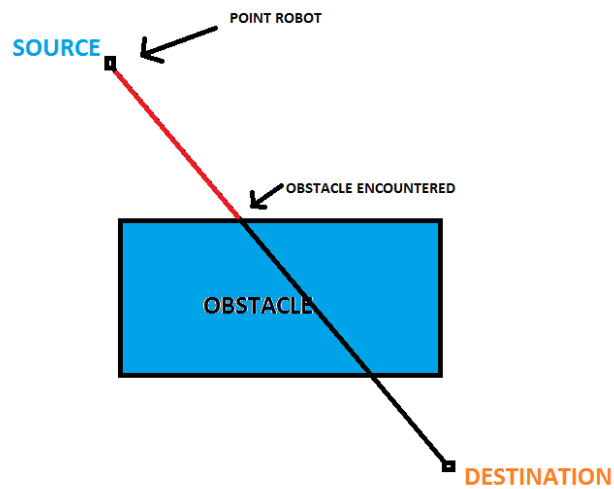 POINT ROBOT
SOURCE
OBSTACLE ENCOUNTERED
OBSTACLE
DESTINATION